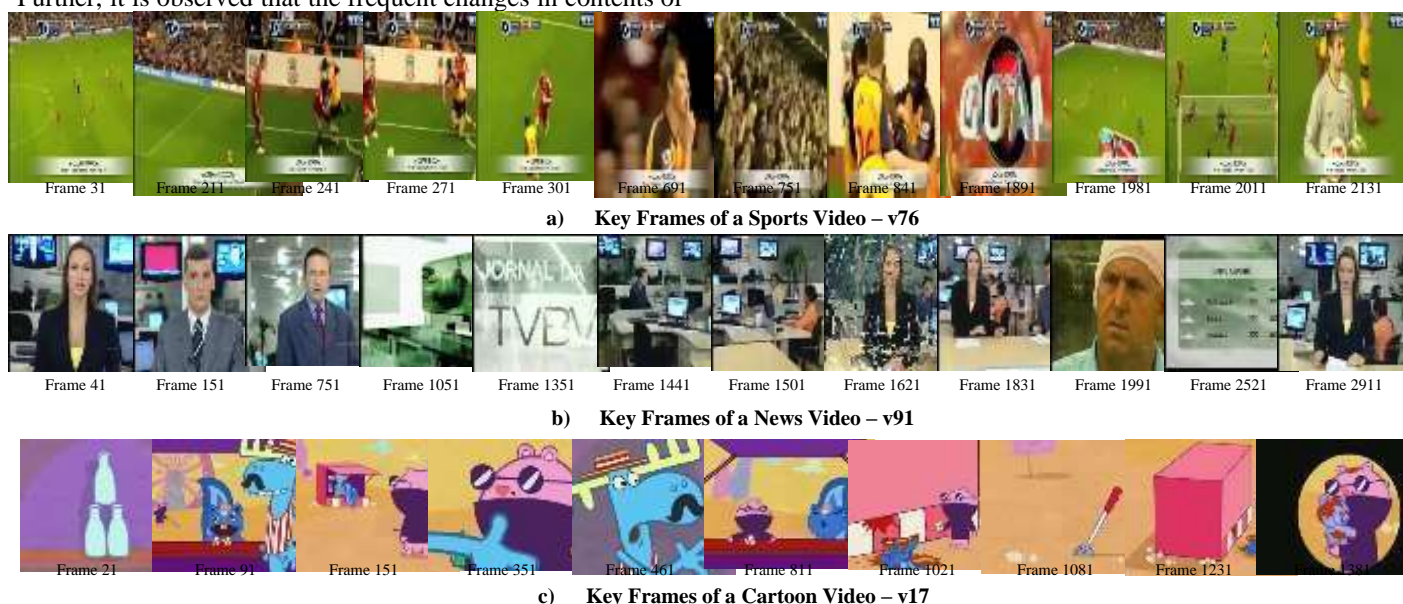 Further, it is observed that the frequent changes in contents of
GOAL
Frame 31 Frame 211 Frame 241 Frame 271 Frame 301 Frame 691 Frame 751 Frame 841 Frame 1891 Frame 1981 Frame 2011 Frame 2131
a) Key Frames of a Sports Video – v76
JORNAL DA
TVBV
Frame 41 Frame 151 Frame 751 Frame 1051 Frame 1351 Frame 1441 Frame 1501 Frame 1621 Frame 1831 Frame 1991 Frame 2521 Frame 2911
b) Key Frames of a News Video – v91
Frame 21 Frame 91 Frame 151 Frame 351 Frame 461 Frame 811 Frame 1021 Frame 1081 Frame 1231 Frame 1381
c) Key Frames of a Cartoon Video – v17